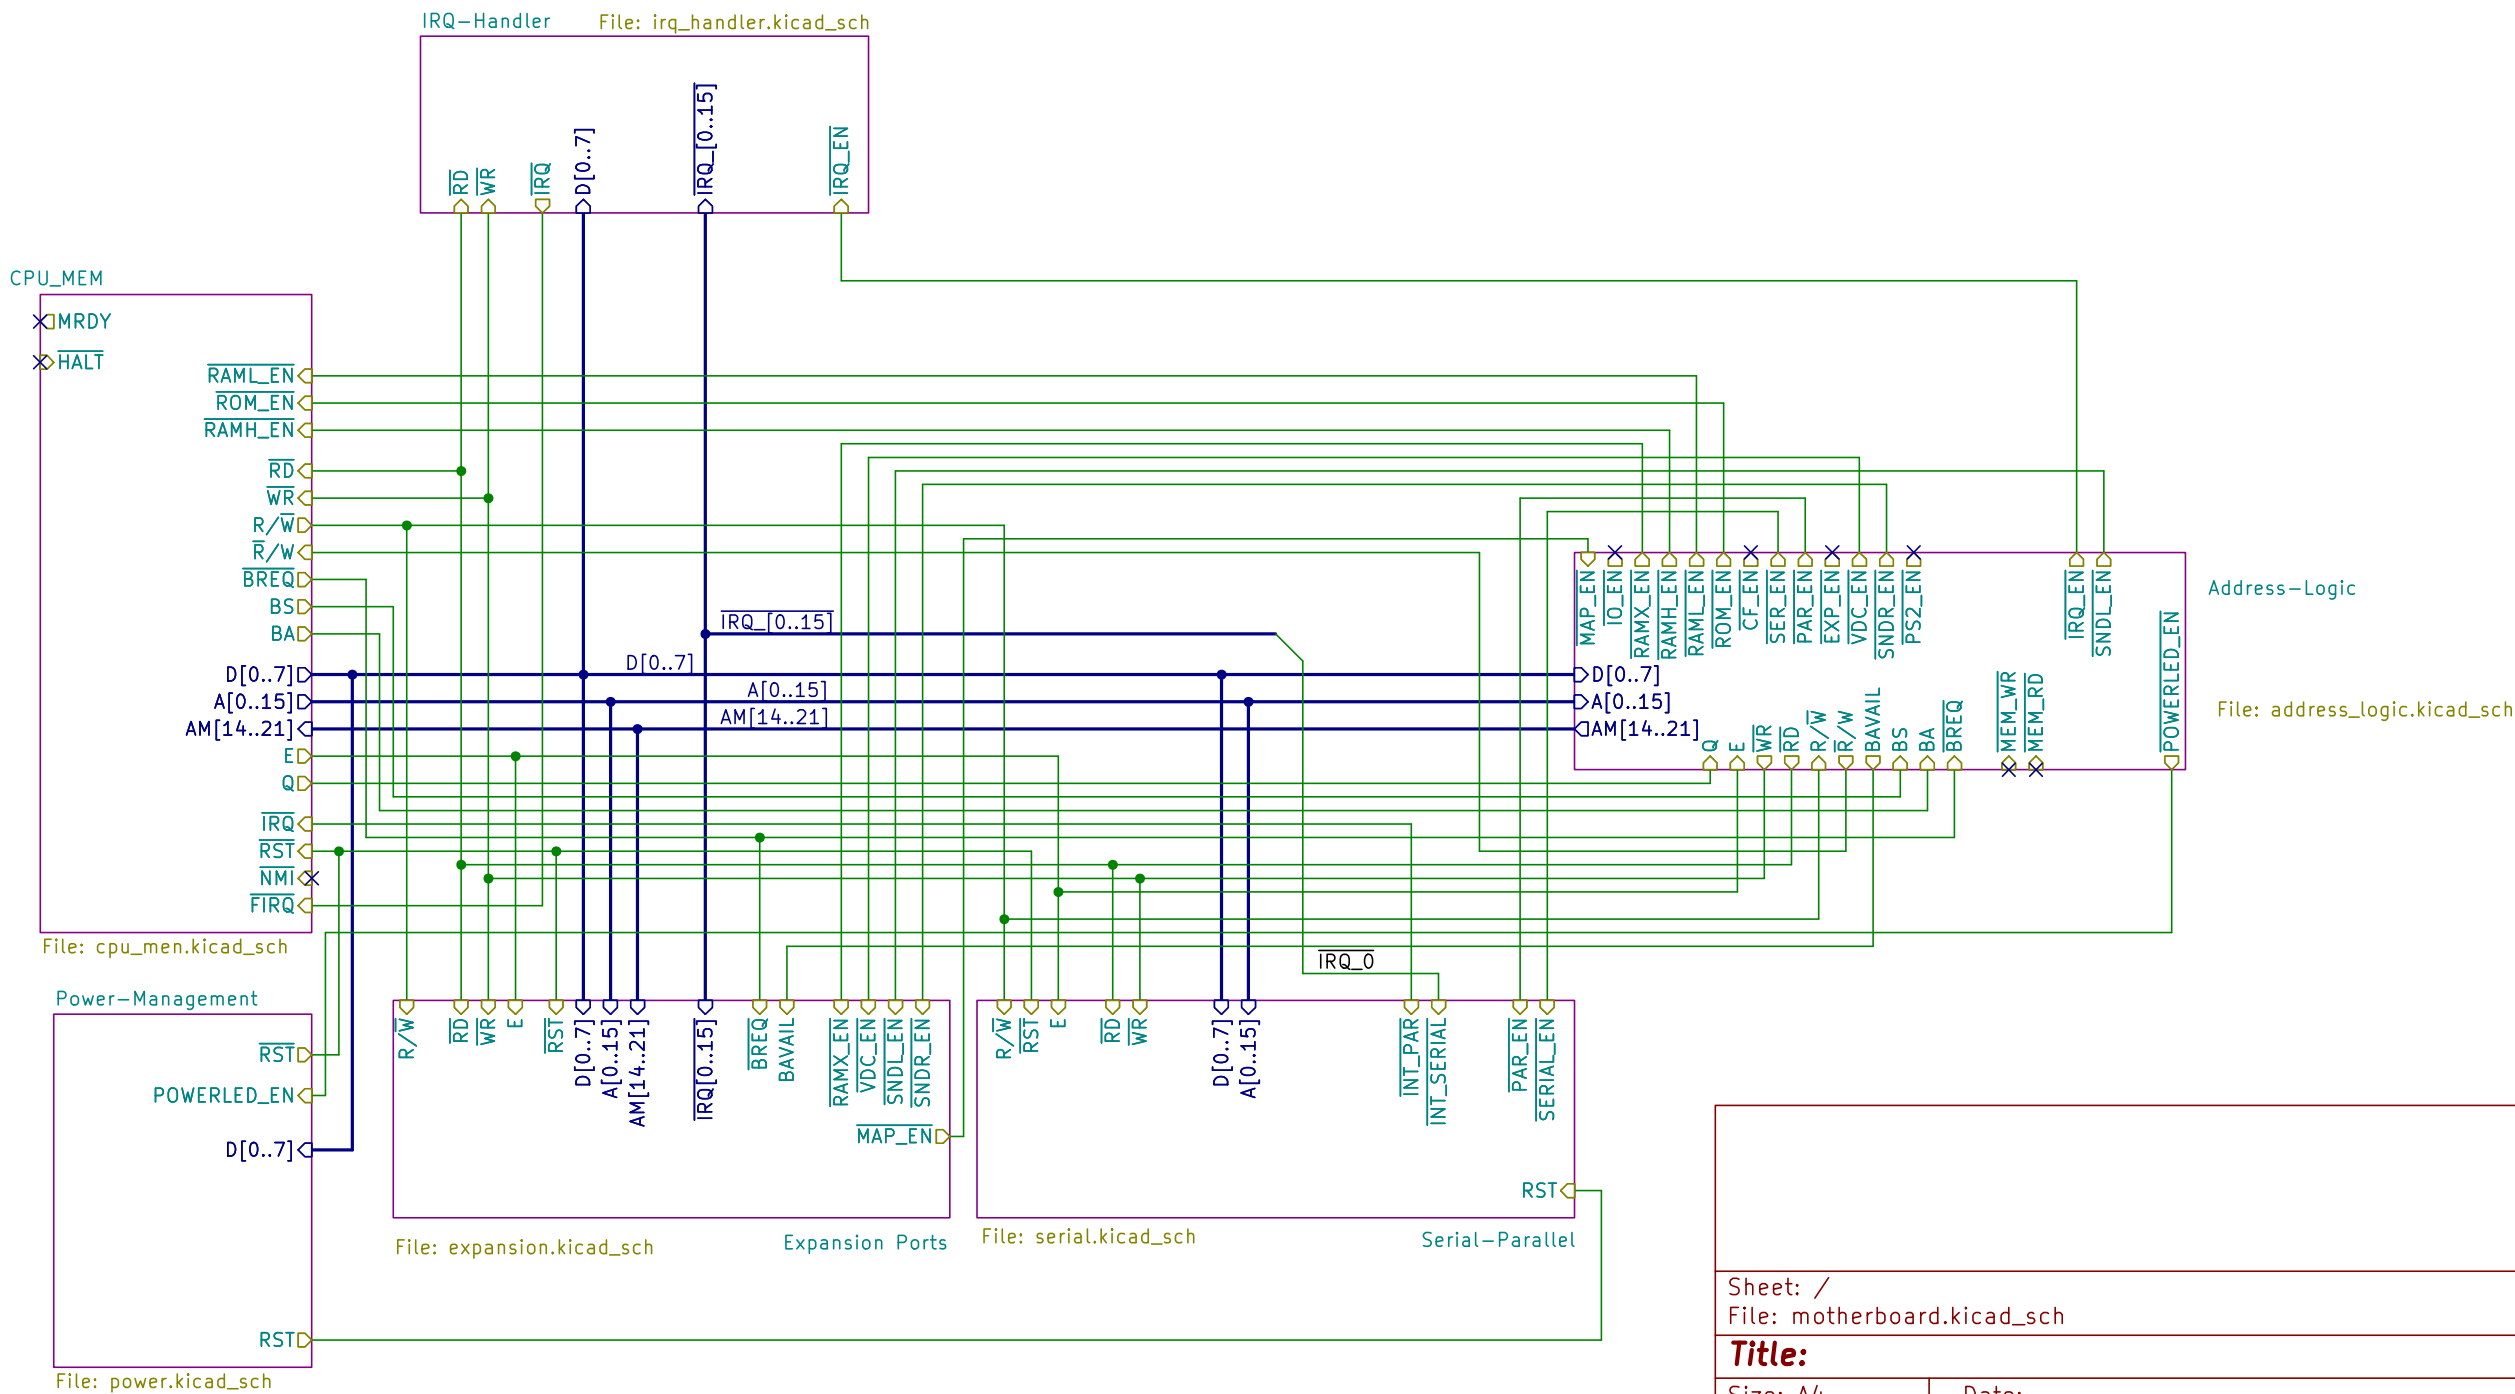 IRQ-Handler
File: irq_handler.kicad_sch
RD
WR
IRQ
D[0..7]
IRQ_[0..15]
IRQ_EN
CPU_MEM
MRDY
HALT
RAML_EN
ROM_EN
RAMH_EN
RD
WR
R/W
R/W
BREQ
BS
BA
D[0..7]
A[0..15]
AM[14..21]
E
Q
IRQ
RST
NMI
FIRQ
File: cpu_men.kicad_sch
IRQ_[0..15]
D[0..7]
A[0..15]
AM[14..21]
IRQ_0
MAP_EN
IO_EN
RAMX_EN
RAMH_EN
RAML_EN
ROM_EN
CF_EN
SER_EN
PAR_EN
EXP_EN
VDC_EN
SNDR_EN
PS2_EN
IRQ_EN
SNDL_EN
D[0..7]
A[0..15]
AM[14..21]
Q
E
WR
RD
R/W
R/W
BAVAIL
BS
BA
BREQ
MEM_WR
MEM_RD
POWERLED_EN
Address-Logic
File: address_logic.kicad_sch
Power-Management
RST
POWERLED_EN
D[0..7]
RST
File: power.kicad_sch
R/W
RD
WR
E
RST
D[0..7]
A[0..15]
AM[14..21]
IRQ[0..15]
BREQ
BAVAIL
RAMX_EN
VDC_EN
SNDL_EN
SNDR_EN
MAP_EN
File: expansion.kicad_sch
Expansion Ports
R/W
RST
E
RD
WR
D[0..7]
A[0..15]
INT_PAR
INT_SERIAL
PAR_EN
SERIAL_EN
RST
File: serial.kicad_sch
Serial-Parallel
Sheet: /
File: motherboard.kicad_sch
Title:
Size: A4
Date: